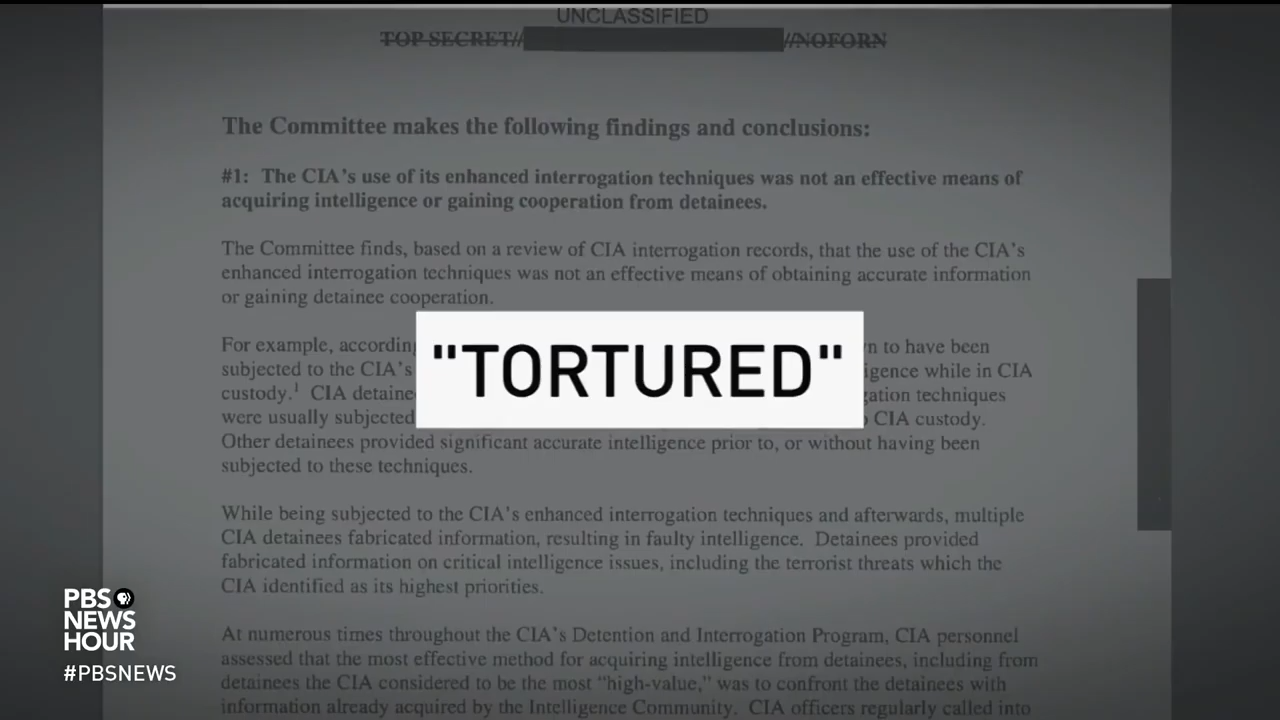 UNCLASSIFIED
TOP SECRET// //NOFORN
The Committee makes the following findings and conclusions:
#1: The CIA's use of its enhanced interrogation techniques was not an effective means of
acquiring intelligence or gaining cooperation from detainees.
The Committee finds, based on a review of CIA interrogation records, that the use of the CIA's
enhanced interrogation techniques was not an effective means of obtaining accurate information
or gaining detainee cooperation.
For example, according n to have been
subjected to the CIA's igence while in CIA
custody.1 CIA detaine gation techniques
were usually subjected CIA custody.
"TORTURED"
Other detainees provided significant accurate intelligence prior to, or without having been
subjected to these techniques.
While being subjected to the CIA's enhanced interrogation techniques and afterwards, multiple
CIA detainees fabricated information, resulting in faulty intelligence. Detainees provided
fabricated information on critical intelligence issues, including the terrorist threats which the
CIA identified as its highest priorities.
At numerous times throughout the CIA's Detention and Interrogation Program, CIA personnel
assessed that the most effective method for acquiring intelligence from detainees, including from
detainees the CIA considered to be the most "high-value," was to confront the detainees with
information already acquired by the Intelligence Community. CIA officers regularly called into
PBS
NEWS
HOUR
#PBSNEWS